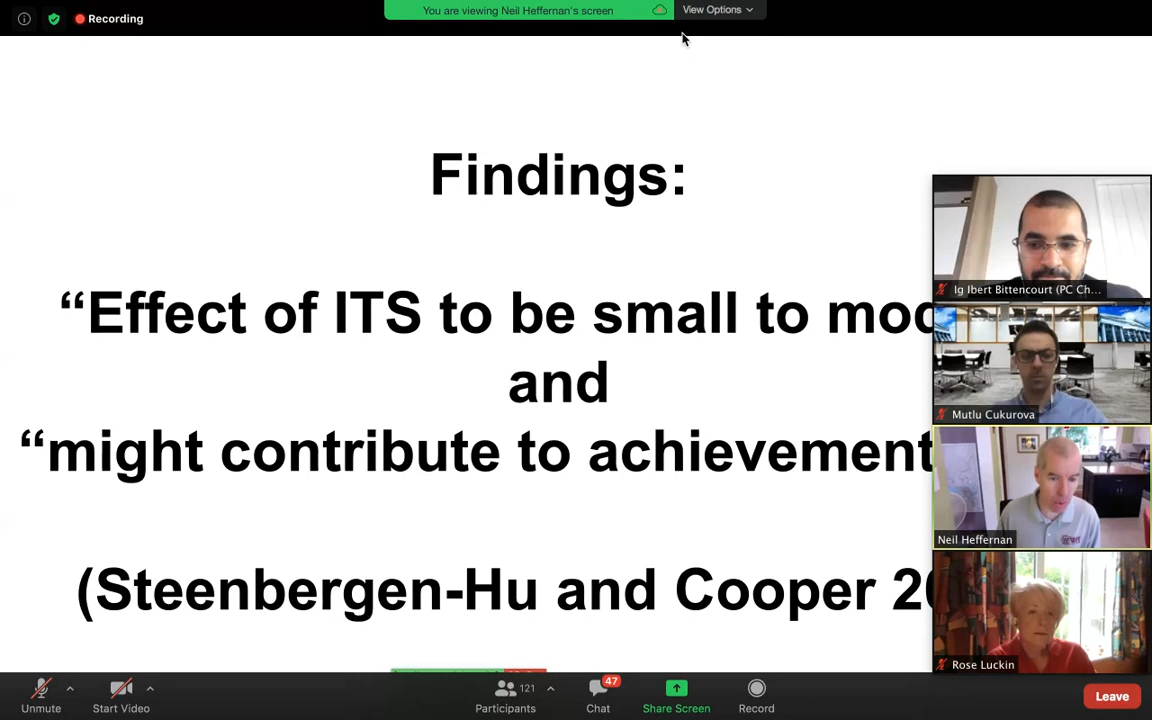 Recording
You are viewing Neil Heffernan's screen
View Options
Findings:
“Effect of ITS to be small to
and
“might contribute to achievement
(Steenbergen-Hu and Cooper
Ig Ibert Bittencourt (PC Ch...
Mutlu Cukurova
Neil Heffernan
Rose Luckin
Unmute
Start Video
121
Participants
47
Chat
Share Screen
Record
Leave